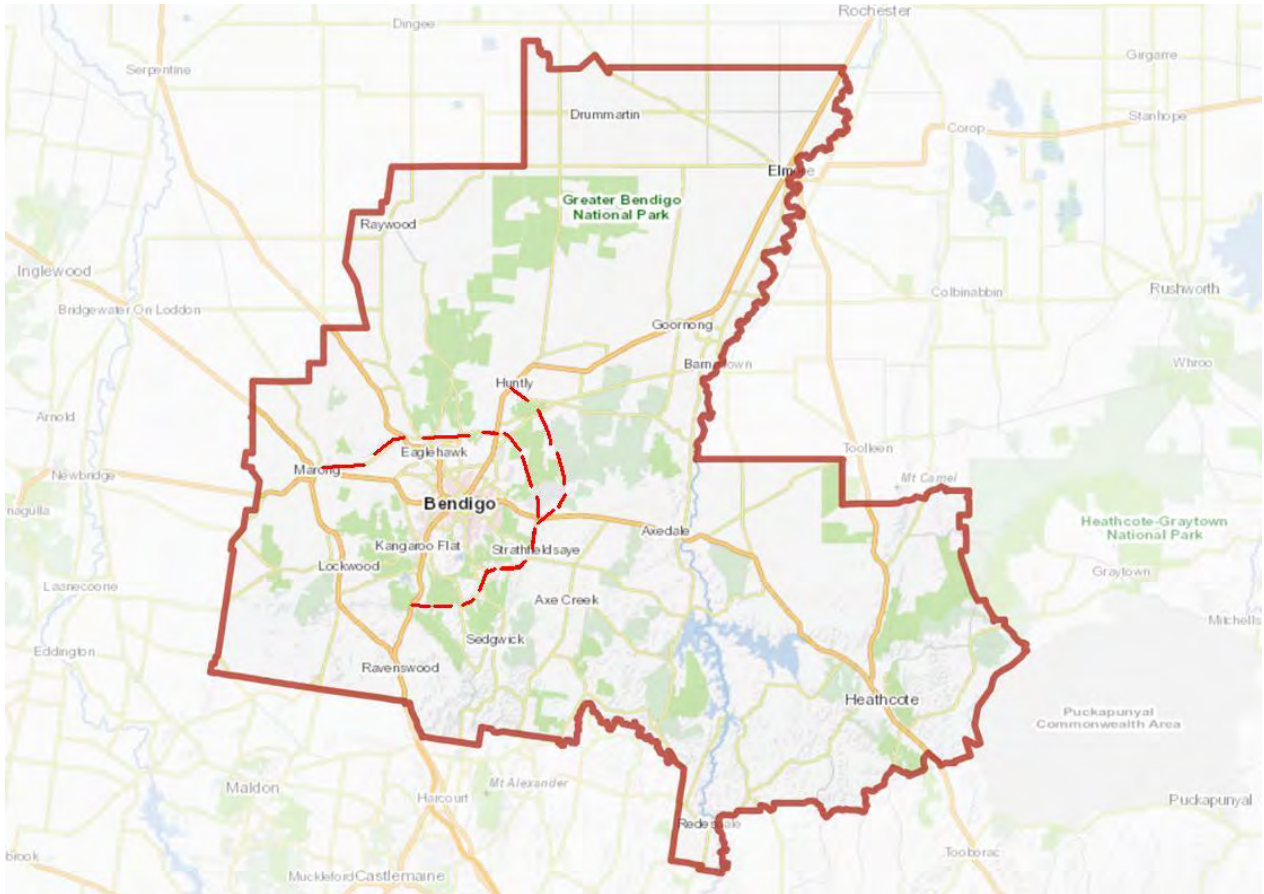 Rochester
Dingee
Girgarre
Serpentine
Drummartin
Stanhope
Corop
Elmore
Greater Bendigo
National Park
Raywood
Inglewood
Rushworth
Colbinabbin
Bridgewater On Loddon
Goornong
Whroo
Huntly
Arnold
Toolleen
Eaglehawk
Marong
Newbridge
Mt Camel
Bendigo
nagulla
Heathcote-Graytown
National Park
Axedale
Kangaroo Flat
Strathfieldsaye
Lockwood
Graytown
Laanecoorie
Axe Creek
Mitchells
Sedgwick
Eddington
Ravenswood
Heathcote
Puckapunyal
Commonwealth Area
Mt Alexander
Maldon
Harcourt
Puckapunyal
Redesdale
Tooborac
brook
Muckleford
Castlemaine